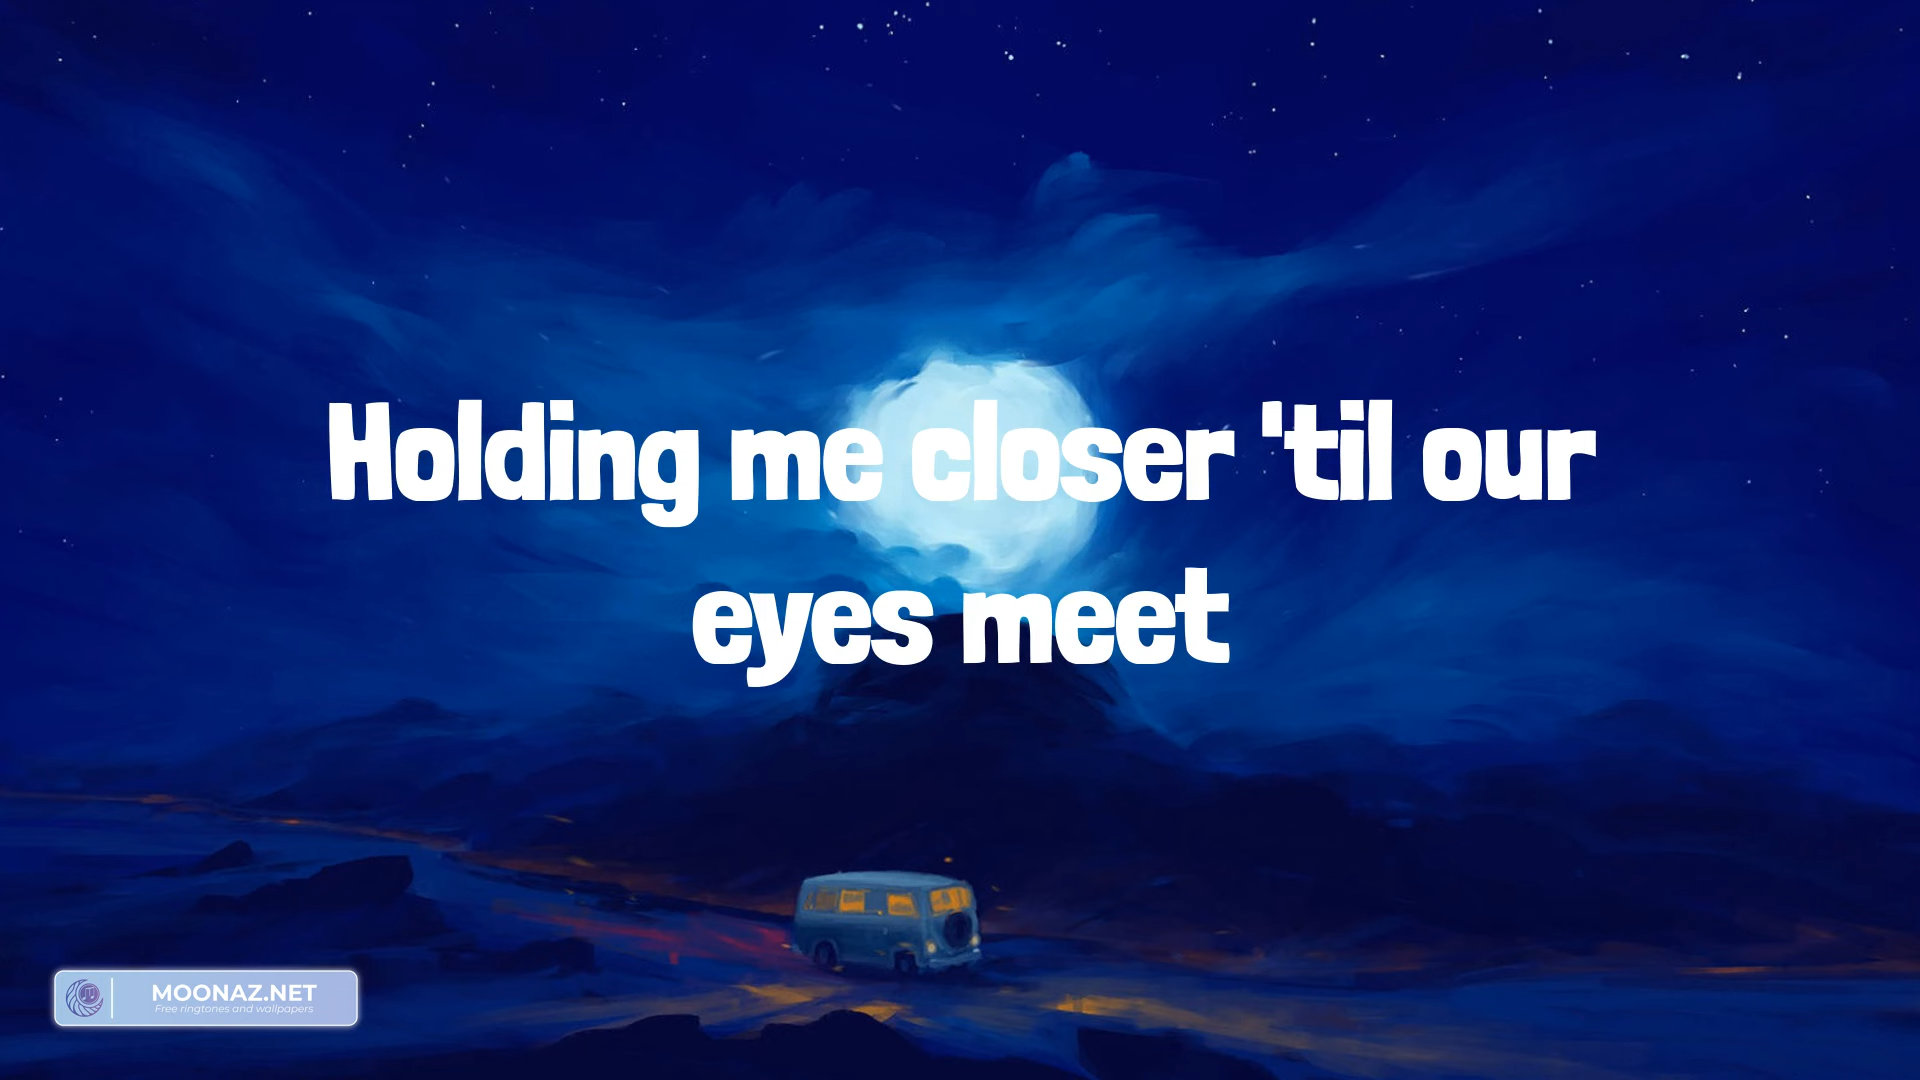 Holding me closer 'til our
eyes meet
MOONAZ.NET
Free ringtones and wallpapers